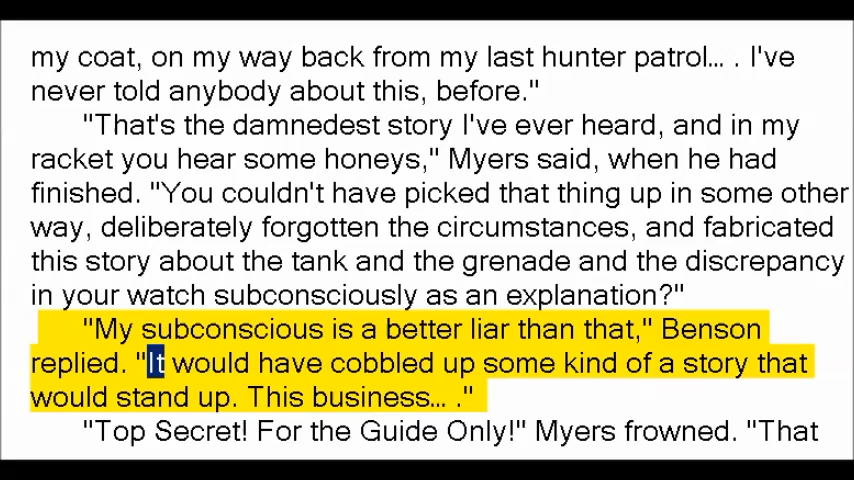 my coat, on my way back from my last hunter patrol... . I've
never told anybody about this, before."
"That's the damnedest story I've ever heard, and in my
racket you hear some honeys," Myers said, when he had
finished. "You couldn't have picked that thing up in some other
way, deliberately forgotten the circumstances, and fabricated
this story about the tank and the grenade and the discrepancy
in your watch subconsciously as an explanation?"
"My subconscious is a better liar than that," Benson
replied. "It would have cobbled up some kind of a story that
would stand up. This business... ."
"Top Secret! For the Guide Only!" Myers frowned. "That